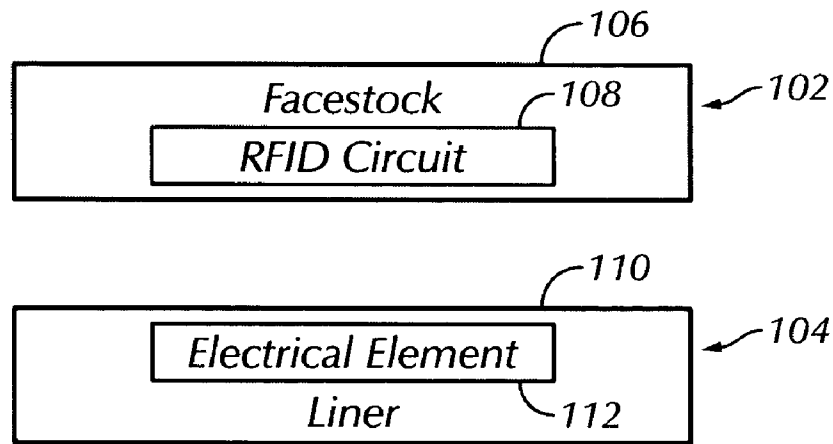 106
Facestock
108
102
RFID Circuit
110
Electrical Element
104
Liner
112